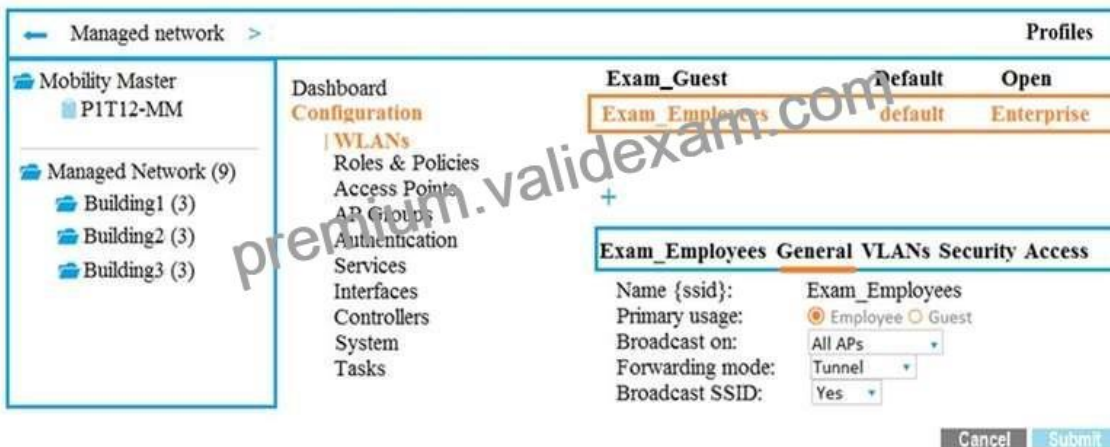 Managed network >
Profiles
Mobility Master
P1T12-MM
Managed Network (9)
Building1 (3)
Building2 (3)
Building3 (3)
Dashboard
Configuration
WLANs
Roles & Policies
Access Points
AP Groups
Authentication
Services
Interfaces
Controllers
System
Tasks
Exam_Guest Default Open
Exam_Employees default Enterprise
+
Exam_Employees General VLANs Security Access
Name {ssid}: Exam_Employees
Primary usage: Employee Guest
Broadcast on: All APs
Forwarding mode: Tunnel
Broadcast SSID: Yes
Cancel Submit
premium.validexam.com